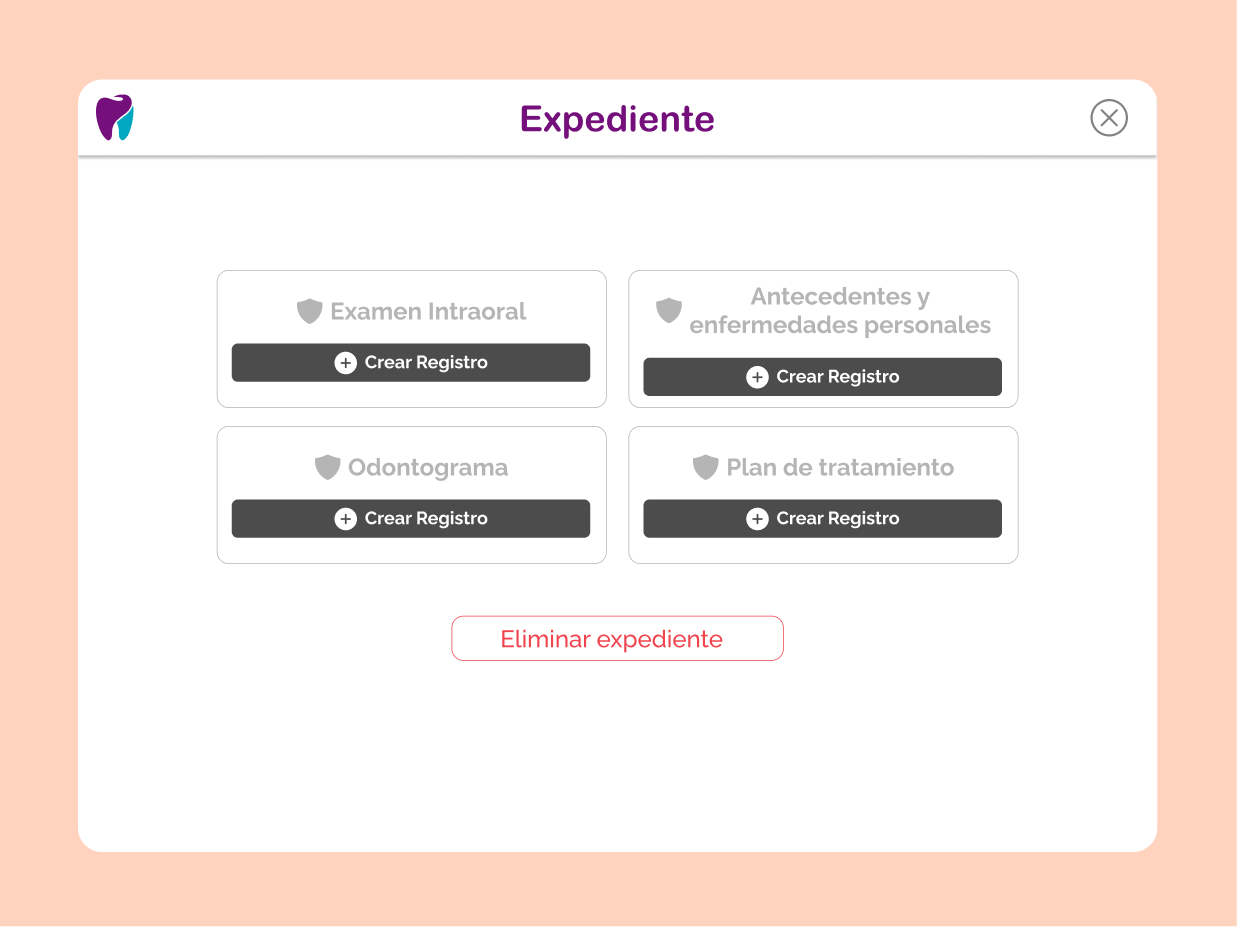 Expediente
Examen Intraoral
Crear Registro
Antecedentes y
enfermedades personales
Crear Registro
Odontograma
Crear Registro
Plan de tratamiento
Crear Registro
Eliminar expediente